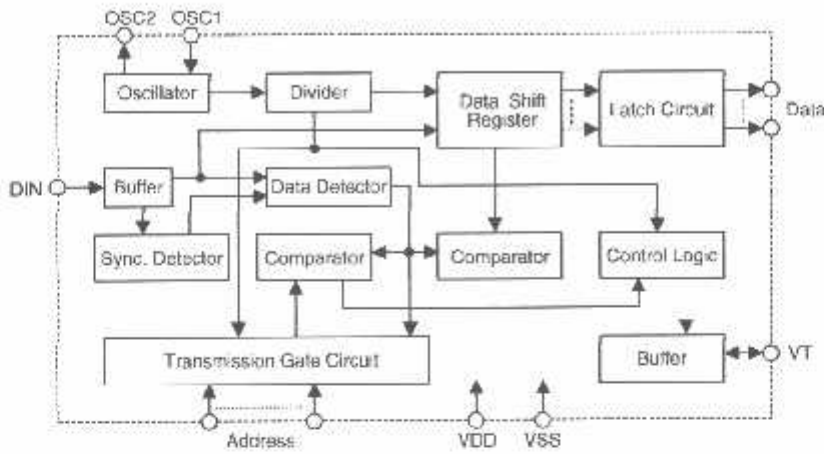 OSC2 OSC1
Oscillator
Divider
Data Shift
Register
Latch Circuit
Data
DIN
Buffer
Data Detector
Sync. Detector
Comparator
Comparator
Control Logic
Transmission Gate Circuit
Buffer
VT
Address
VDD
VSS